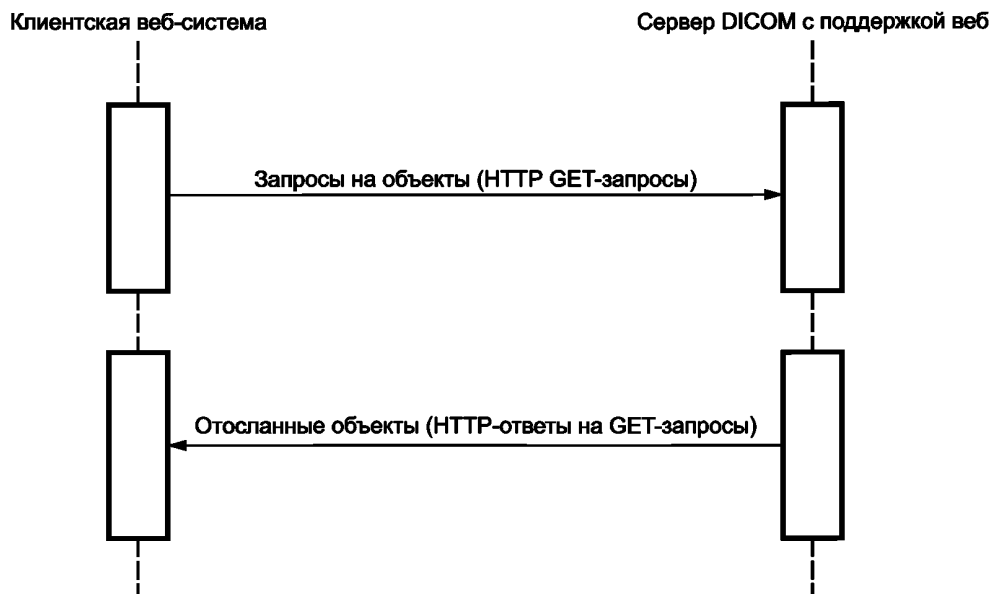 Клиентская веб-система
Сервер DICOM с поддержкой веб
Запросы на объекты (HTTP GET-запросы)
Отосланные объекты (HTTP-ответы на GET-запросы)